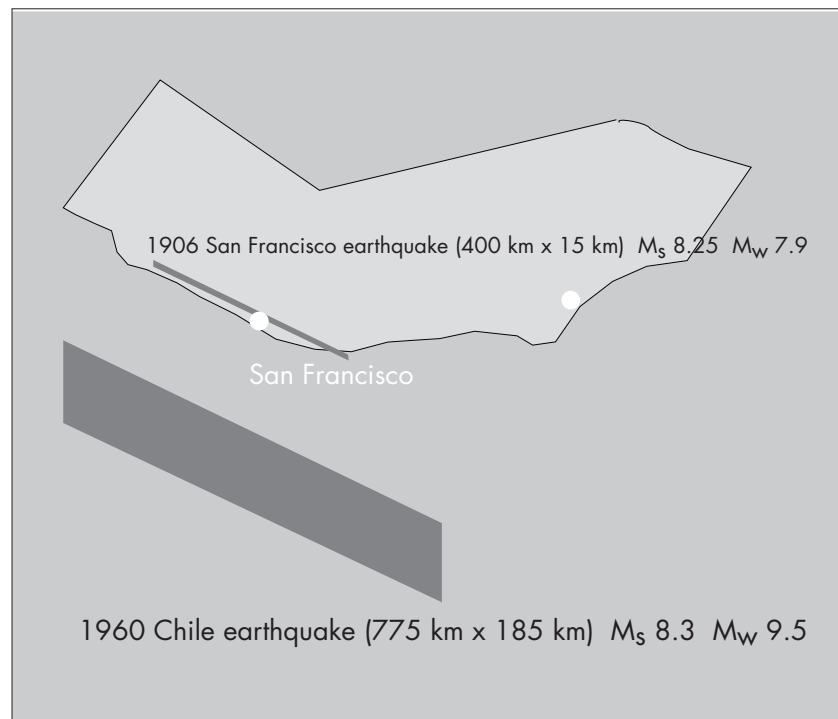 1906 San Francisco earthquake (400 km x 15 km) Ms 8.25 Mw 7.9
San Francisco
1960 Chile earthquake (775 km x 185 km) Ms 8.3 Mw 9.5